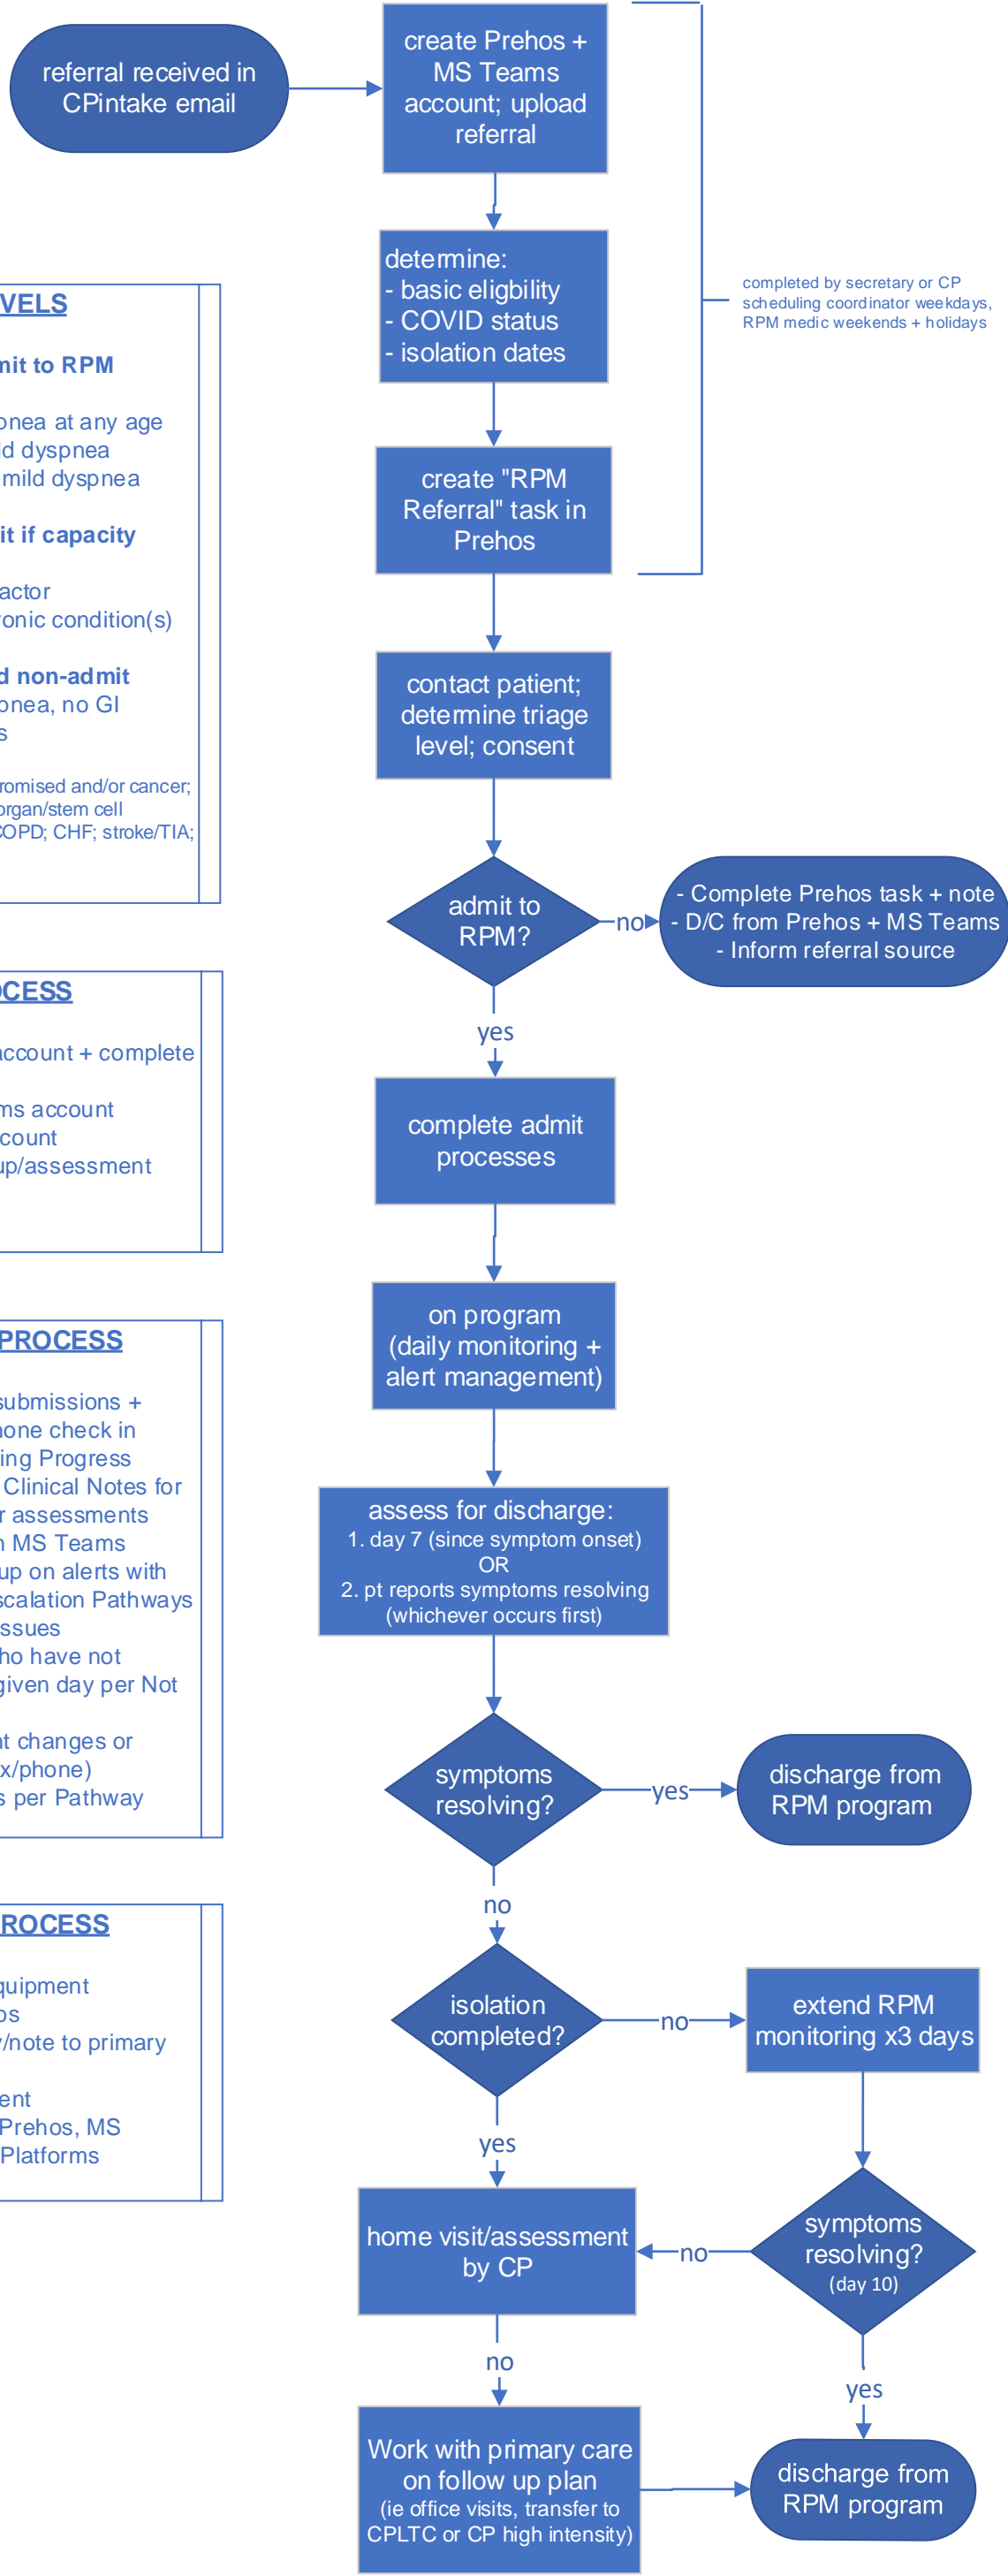 referral received in
CPintake email
create Prehos +
MS Teams
account; upload
referral
determine:
- basic eligbility
- COVID status
- isolation dates
completed by secretary or CP
scheduling coordinator weekdays,
RPM medic weekends + holidays
create "RPM
Referral" task in
Prehos
contact patient;
determine triage
level; consent
admit to
RPM?
no
- Complete Prehos task + note
- D/C from Prehos + MS Teams
- Inform referral source
yes
complete admit
processes
on program
(daily monitoring +
alert management)
assess for discharge:
1. day 7 (since symptom onset)
OR
2. pt reports symptoms resolving
(whichever occurs first)
symptoms
resolving?
yes
discharge from
RPM program
no
isolation
completed?
no
extend RPM
monitoring x3 days
yes
home visit/assessment
by CP
no
symptoms
resolving?
(day 10)
no
yes
Work with primary care
on follow up plan
(ie office visits, transfer to
CPLTC or CP high intensity)
discharge from
RPM program
VELS
mit to RPM
pnea at any age
ld dyspnea
mild dyspnea
it if capacity
actor
ronic condition(s)
d non-admit
pnea, no GI
s
romised and/or cancer;
organ/stem cell
COPD; CHF; stroke/TIA;
OCESS
account + complete
ms account
count
up/assessment
PROCESS
submissions +
hone check in
ing Progress
Clinical Notes for
r assessments
n MS Teams
up on alerts with
scalation Pathways
ssues
ho have not
given day per Not
nt changes or
x/phone)
s per Pathway
ROCESS
quipment
os
y/note to primary
ent
Prehos, MS
Platforms